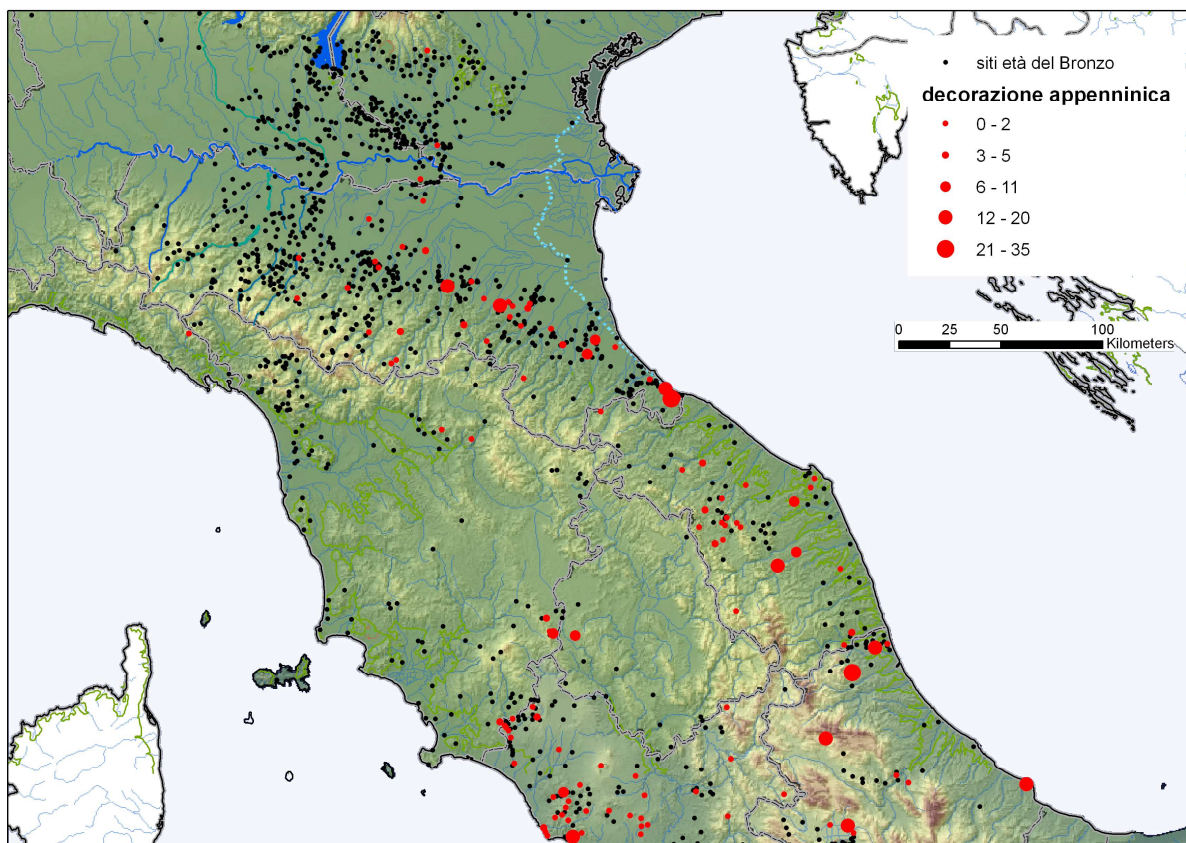 siti età del Bronzo
decorazione appenninica
0 - 2
3 - 5
6 - 11
12 - 20
21 - 35
0 25 50 100
Kilometers